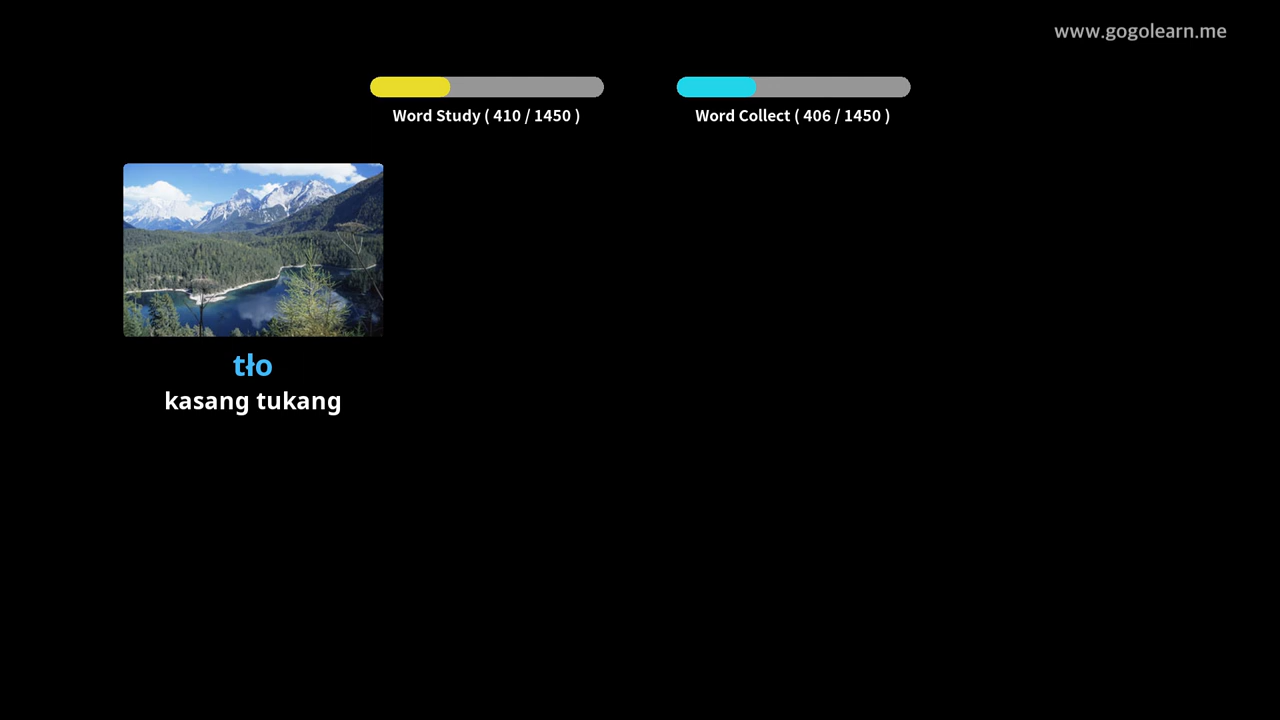 www.gogolearn.me
Word Study ( 410 / 1450 )
Word Collect ( 406 / 1450 )
tło
kasang tukang